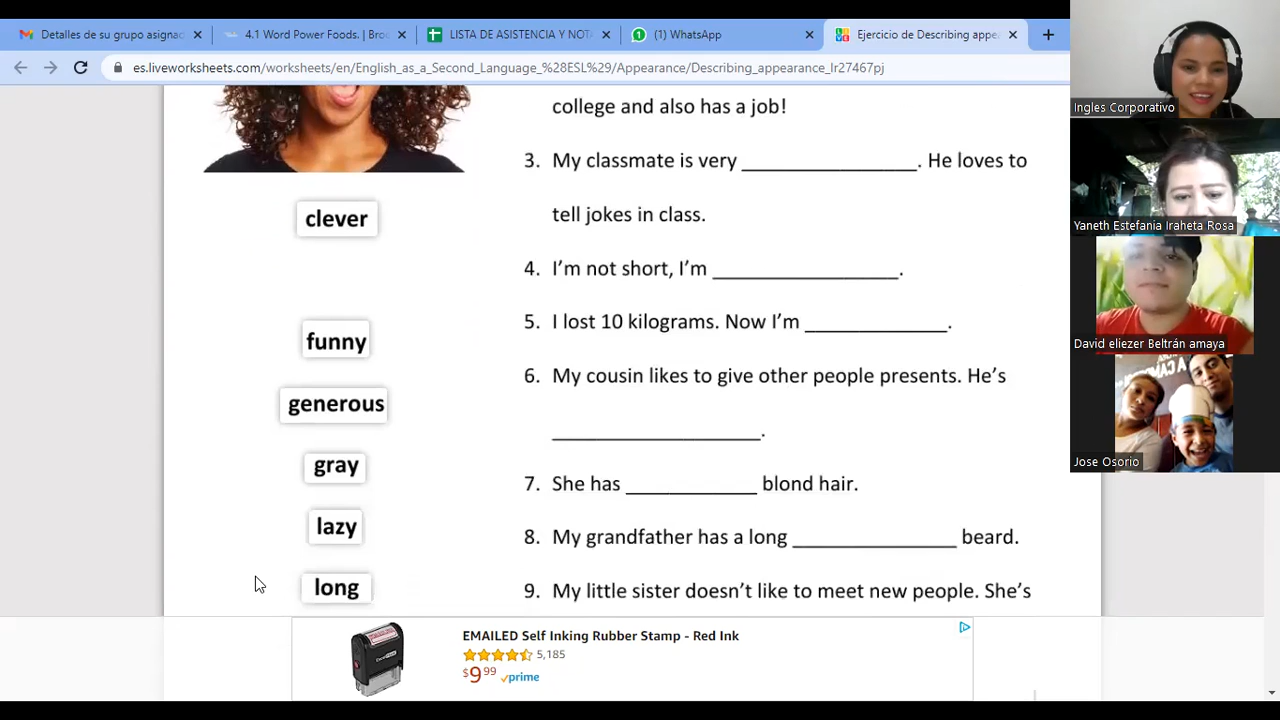 Detalles de su grupo asignac
4.1 Word Power Foods. | Broo
LISTA DE ASISTENCIA Y NOTA
(1) WhatsApp
Ejercicio de Describing appea
es.liveworksheets.com/worksheets/en/English_as_a_Second_Language_%28ESL%29/Appearance/Describing_appearance_lr27467pj
college and also has a job!
3. My classmate is very ________________. He loves to
tell jokes in class.
clever
4. I'm not short, I'm _________________.
5. I lost 10 kilograms. Now I'm _____________.
funny
6. My cousin likes to give other people presents. He's
___________________.
generous
gray
7. She has ____________ blond hair.
lazy
8. My grandfather has a long _______________ beard.
long
9. My little sister doesn't like to meet new people. She's
EMAILED Self Inking Rubber Stamp - Red Ink
5,185
$9 99 prime
Ingles Corporativo
Yaneth Estefania Iraheta Rosa
David eliezer Beltrán amaya
Jose Osorio